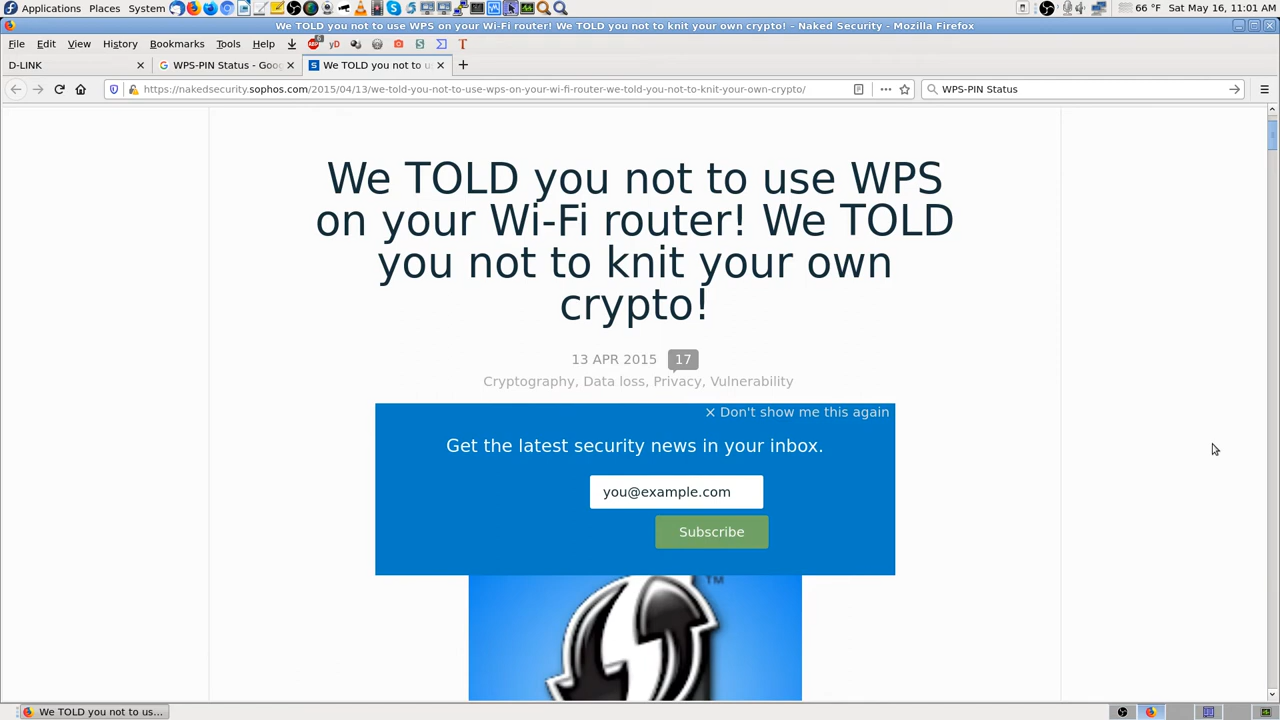 Applications Places System 66 °F Sat May 16, 11:01 AM
We TOLD you not to use WPS on your Wi-Fi router! We TOLD you not to knit your own crypto! – Naked Security - Mozilla Firefox
File Edit View History Bookmarks Tools Help
D-LINK
WPS-PIN Status - Goo
We TOLD you not to u
https://nakedsecurity.sophos.com/2015/04/13/we-told-you-not-to-use-wps-on-your-wi-fi-router-we-told-you-not-to-knit-your-own-crypto/
WPS-PIN Status
We TOLD you not to use WPS
on your Wi-Fi router! We TOLD
you not to knit your own
crypto!
13 APR 2015 17
Cryptography, Data loss, Privacy, Vulnerability
Don't show me this again
Get the latest security news in your inbox.
you@example.com
Subscribe
TM
We TOLD you not to us...